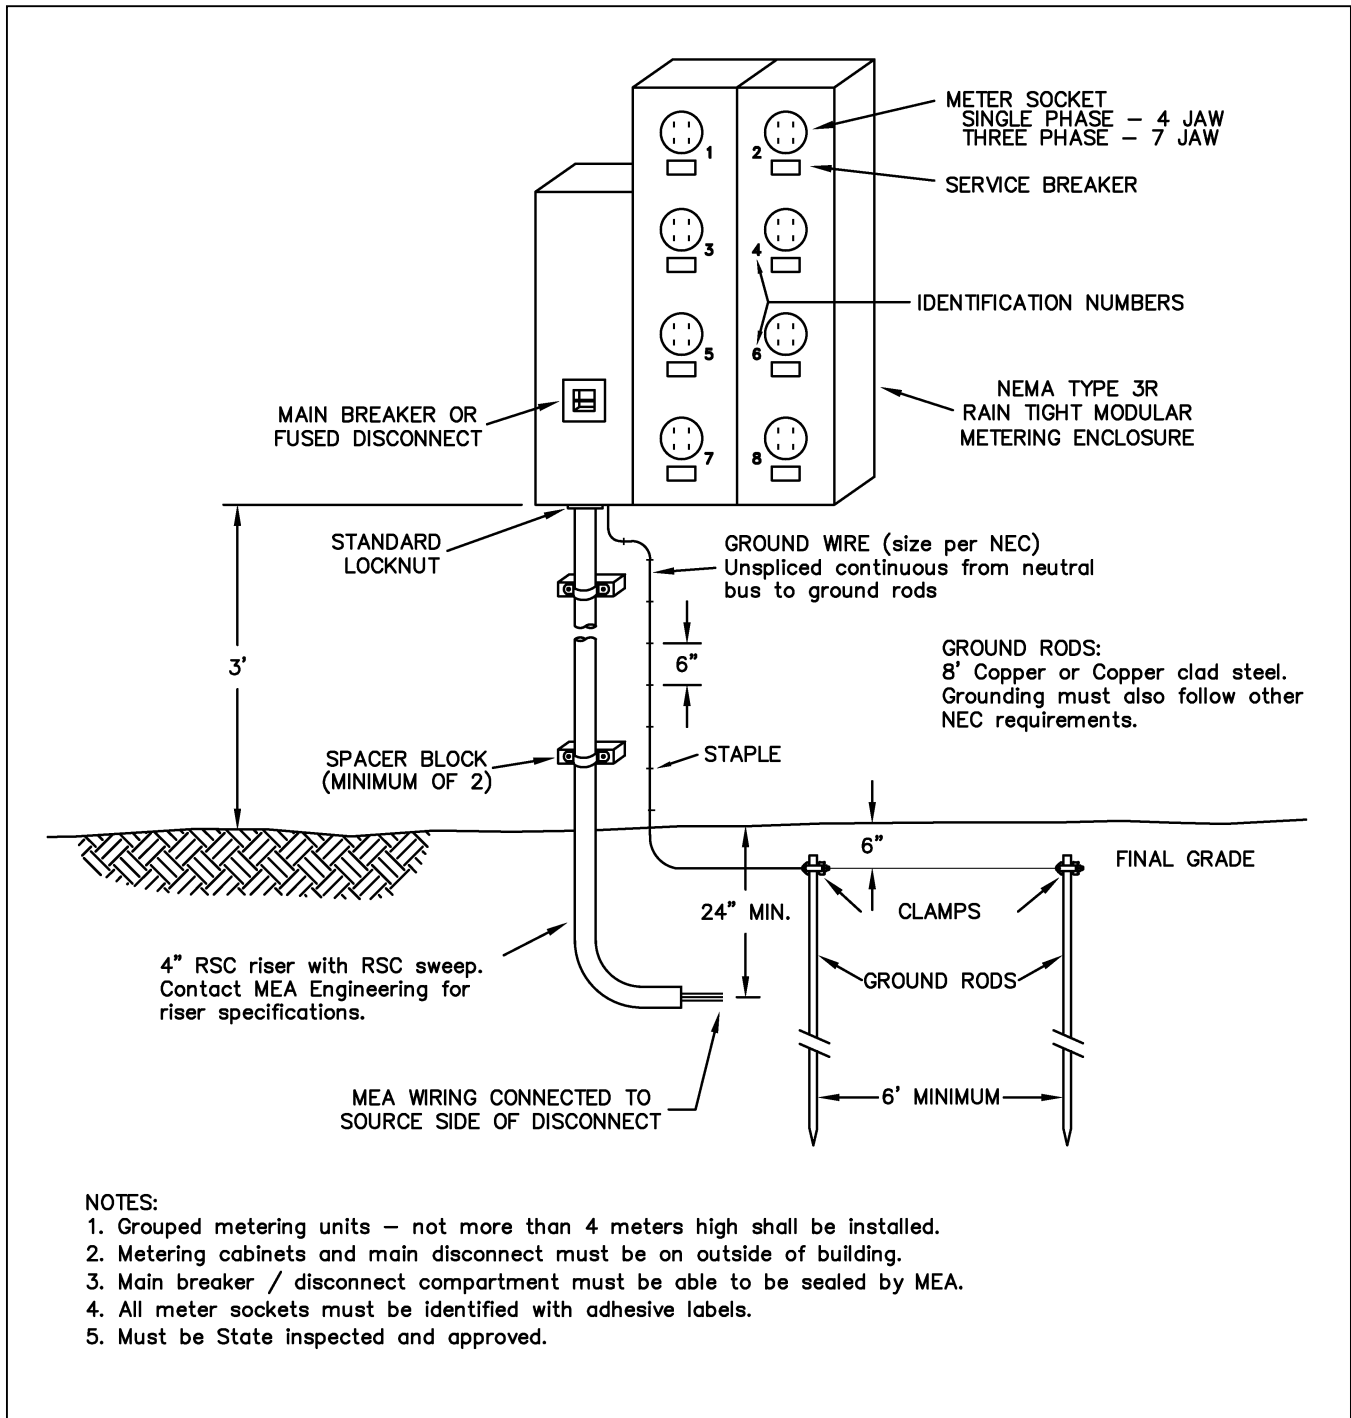 METER SOCKET
SINGLE PHASE – 4 JAW
THREE PHASE – 7 JAW
1
2
SERVICE BREAKER
3
4
IDENTIFICATION NUMBERS
5
6
NEMA TYPE 3R
RAIN TIGHT MODULAR
METERING ENCLOSURE
MAIN BREAKER OR
FUSED DISCONNECT
7
8
STANDARD
LOCKNUT
GROUND WIRE (size per NEC)
Unspliced continuous from neutral
bus to ground rods
3'
6"
GROUND RODS:
8' Copper or Copper clad steel.
Grounding must also follow other
NEC requirements.
SPACER BLOCK
(MINIMUM OF 2)
STAPLE
6"
FINAL GRADE
24" MIN.
CLAMPS
4" RSC riser with RSC sweep.
Contact MEA Engineering for
riser specifications.
GROUND RODS
MEA WIRING CONNECTED TO
SOURCE SIDE OF DISCONNECT
6' MINIMUM
NOTES:
1. Grouped metering units – not more than 4 meters high shall be installed.
2. Metering cabinets and main disconnect must be on outside of building.
3. Main breaker / disconnect compartment must be able to be sealed by MEA.
4. All meter sockets must be identified with adhesive labels.
5. Must be State inspected and approved.